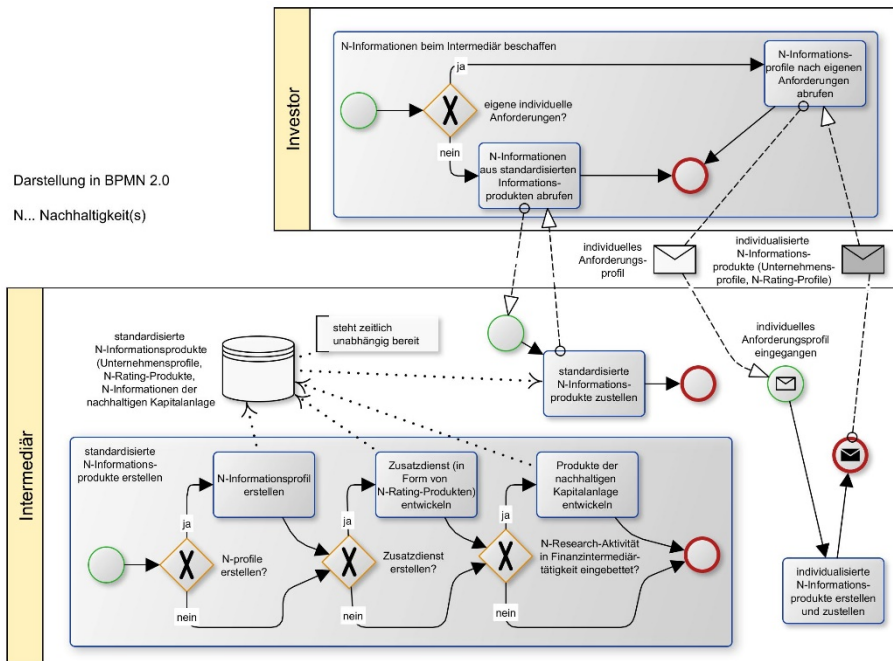 Darstellung in BPMN 2.0
N... Nachhaltigkeit(s)
Investor
N-Informationen beim Intermediär beschaffen
ja
eigene individuelle
Anforderungen?
nein
N-Informationen
aus standardisierten
Informations-
produkten abrufen
N-Informations-
profile nach eigenen
Anforderungen
abrufen
individuelles
Anforderungs-
profil
individualisierte
N-Informations-
produkte (Unternehmens-
profile, N-Rating-Profile)
Intermediär
standardisierte
N-Informationprodukte
(Unternehmensprofile,
N-Rating-Produkte,
N-Informationen der
nachhaltigen Kapitalanlage
steht zeitlich
unabhängig bereit
standardisierte
N-Informations-
produkte zustellen
individuelles
Anforderungsprofil
eingegangen
individualisierte
N-Informations-
produkte erstellen
und zustellen
standardisierte
N-Informations-
produkte erstellen
N-Informationsprofil
erstellen
ja
N-profile
erstellen?
nein
Zusatzdienst (in
Form von
N-Rating-Produkten)
entwickeln
ja
Zusatzdienst
erstellen?
nein
Produkte der
nachhaltigen
Kapitalanlage
entwickeln
ja
N-Research-Aktivität
in Finanzintermediär-
tätigkeit eingebettet?
nein